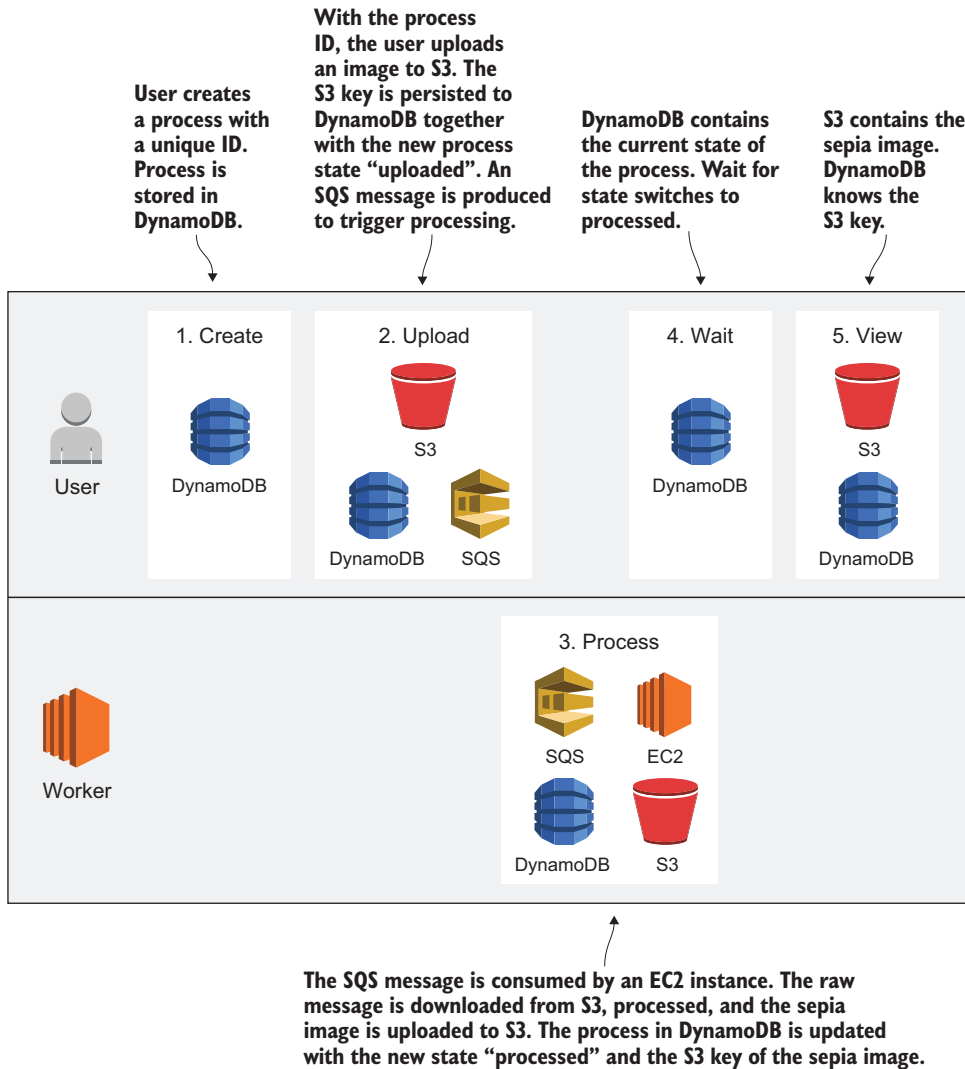 User creates
a process with
a unique ID.
Process is
stored in
DynamoDB.
With the process
ID, the user uploads
an image to S3. The
S3 key is persisted to
DynamoDB together
with the new process
state “uploaded”. An
SQS message is produced
to trigger processing.
DynamoDB contains
the current state of
the process. Wait for
state switches to
processed.
S3 contains the
sepia image.
DynamoDB
knows the
S3 key.
User
1. Create
DynamoDB
2. Upload
S3
DynamoDB
SQS
4. Wait
DynamoDB
5. View
S3
DynamoDB
Worker
3. Process
SQS
EC2
DynamoDB
S3
The SQS message is consumed by an EC2 instance. The raw
message is downloaded from S3, processed, and the sepia
image is uploaded to S3. The process in DynamoDB is updated
with the new state “processed” and the S3 key of the sepia image.